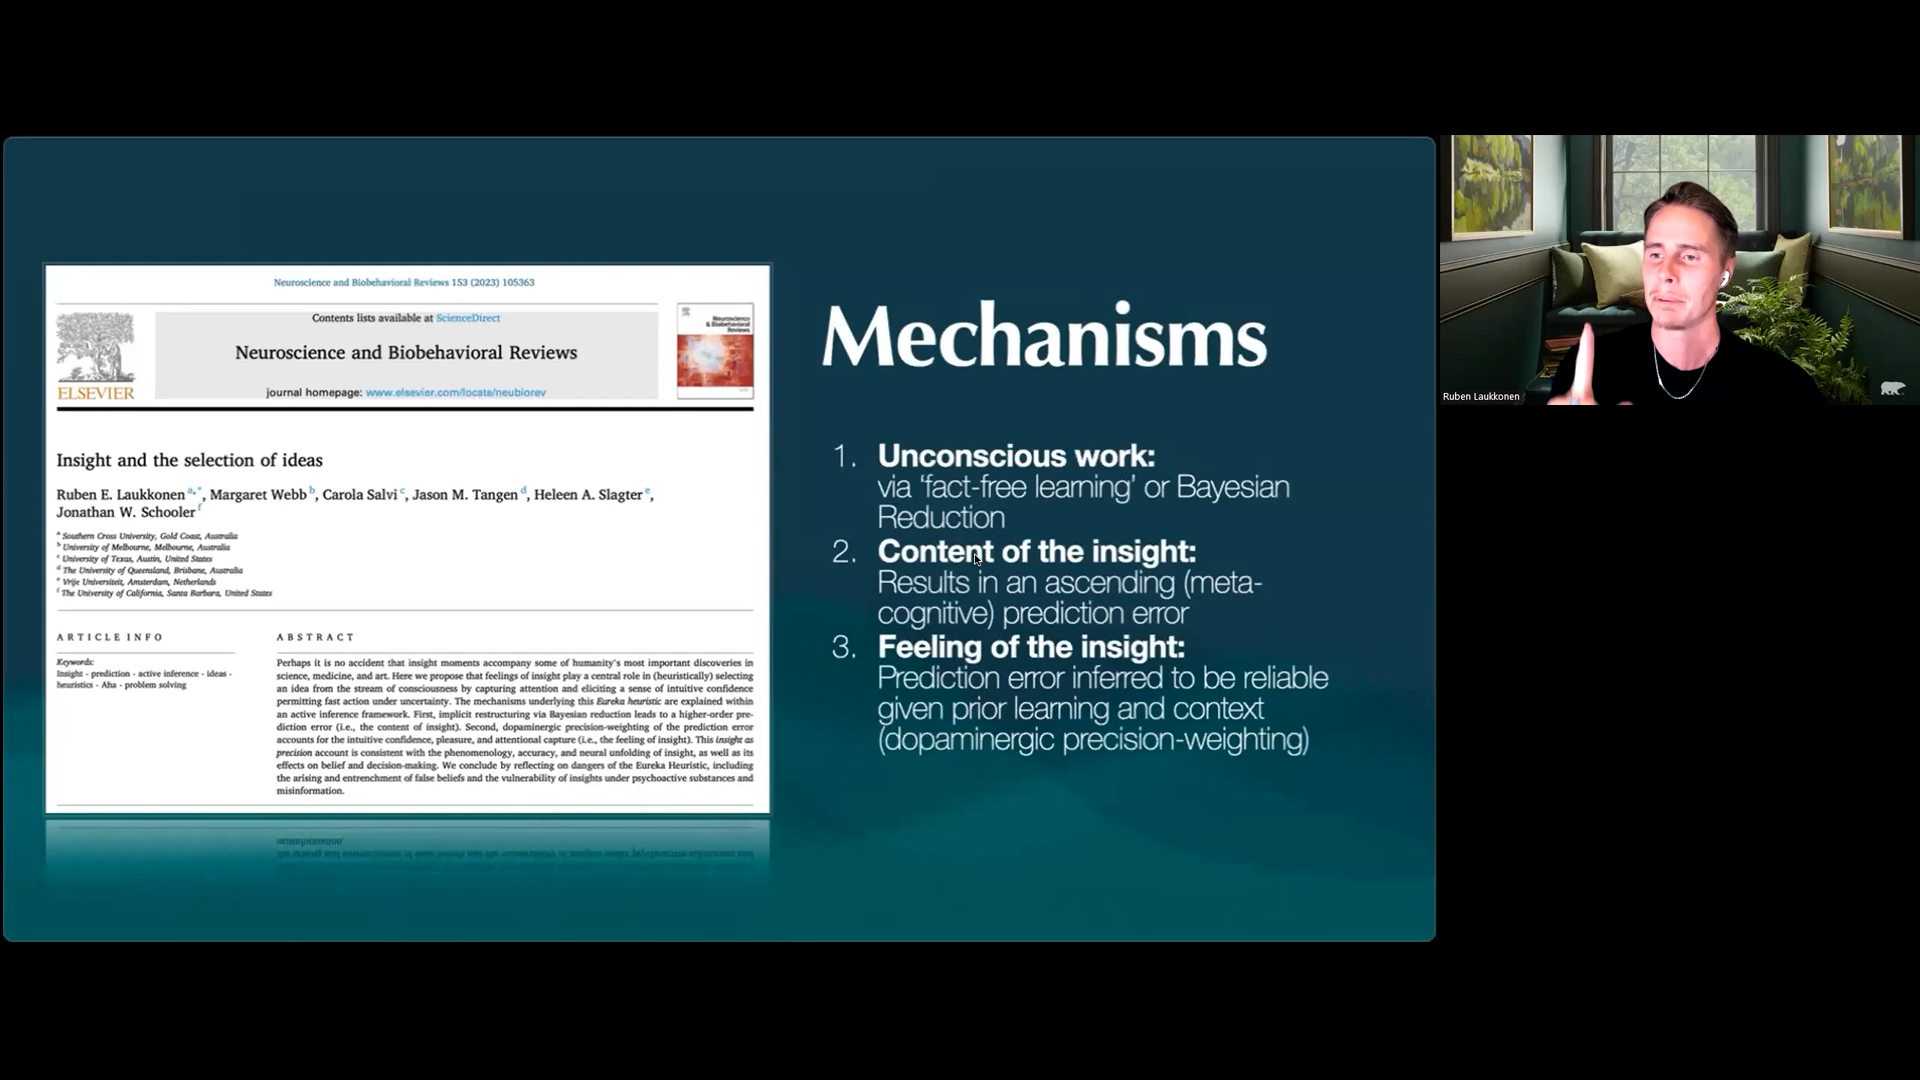 Neuroscience and Biobehavioral Reviews 153 (2023) 105363
Contents lists available at ScienceDirect
Neuroscience and Biobehavioral Reviews
journal homepage: www.elsevier.com/locate/neubiorev
ELSEVIER
Neuroscience
& Biobehavioral
Reviews
Insight and the selection of ideas
Ruben E. Laukkonen a,*, Margaret Webb b, Carola Salvi c, Jason M. Tangen d, Heleen A. Slagter e,
Jonathan W. Schooler f
a Southern Cross University, Gold Coast, Australia
b University of Melbourne, Melbourne, Australia
c University of Texas, Austin, United States
d The University of Queensland, Brisbane, Australia
e Vrije Universiteit, Amsterdam, Netherlands
f The University of California, Santa Barbara, United States
ARTICLE INFO
Keywords:
Insight - prediction - active inference - ideas -
heuristics - Aha - problem solving
ABSTRACT
Perhaps it is no accident that insight moments accompany some of humanity's most important discoveries in
science, medicine, and art. Here we propose that feelings of insight play a central role in (heuristically) selecting
an idea from the stream of consciousness by capturing attention and eliciting a sense of intuitive confidence
permitting fast action under uncertainty. The mechanisms underlying this Eureka heuristic are explained within
an active inference framework. First, implicit restructuring via Bayesian reduction leads to a higher-order pre-
diction error (i.e., the content of insight). Second, dopaminergic precision-weighting of the prediction error
accounts for the intuitive confidence, pleasure, and attentional capture (i.e., the feeling of insight). This insight as
precision account is consistent with the phenomenology, accuracy, and neural unfolding of insight, as well as its
effects on belief and decision-making. We conclude by reflecting on dangers of the Eureka Heuristic, including
the arising and entrenchment of false beliefs and the vulnerability of insights under psychoactive substances and
misinformation.
Mechanisms
1. Unconscious work:
via ‘fact-free learning’ or Bayesian
Reduction
2. Content of the insight:
Results in an ascending (meta-
cognitive) prediction error
3. Feeling of the insight:
Prediction error inferred to be reliable
given prior learning and context
(dopaminergic precision-weighting)
Ruben Laukkonen